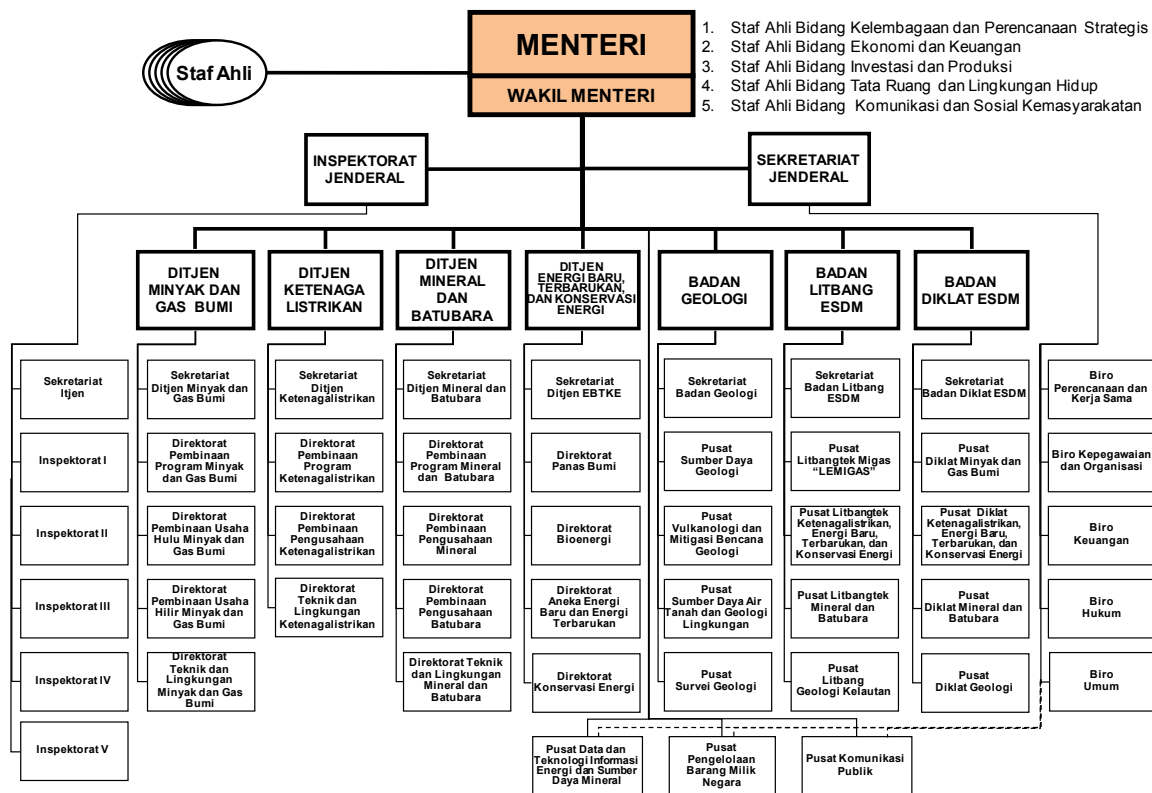 MENTERI
WAKIL MENTERI
Staf Ahli
1. Staf Ahli Bidang Kelembagaan dan Perencanaan Strategis
2. Staf Ahli Bidang Ekonomi dan Keuangan
3. Staf Ahli Bidang Investasi dan Produksi
4. Staf Ahli Bidang Tata Ruang dan Lingkungan Hidup
5. Staf Ahli Bidang Komunikasi dan Sosial Kemasyarakatan
INSPEKTORAT
JENDERAL
SEKRETARIAT
JENDERAL
DITJEN
MINYAK DAN
GAS BUMI
DITJEN
KETENAGA
LISTRIKAN
DITJEN
MINERAL
DAN
BATUBARA
DITJEN
ENERGI BARU,
TERBARUKAN,
DAN KONSERVASI
ENERGI
BADAN
GEOLOGI
BADAN
LITBANG
ESDM
BADAN
DIKLAT ESDM
Sekretariat
Itjen
Sekretariat
Ditjen Minyak dan
Gas Bumi
Sekretariat
Ditjen
Ketenagalistrikan
Sekretariat
Ditjen Mineral dan
Batubara
Sekretariat
Ditjen EBTKE
Sekretariat
Badan Geologi
Sekretariat
Badan Litbang
ESDM
Sekretariat
Badan Diklat ESDM
Biro
Perencanaan dan
Kerja Sama
Inspektorat I
Direktorat
Pembinaan
Program Minyak
dan Gas Bumi
Direktorat
Pembinaan
Program
Ketenagalistrikan
Direktorat
Pembinaan
Program Mineral
dan Batubara
Direktorat
Panas Bumi
Pusat
Sumber Daya
Geologi
Pusat
Litbangtek Migas
“LEMIGAS”
Pusat
Diklat Minyak dan
Gas Bumi
Biro Kepegawaian
dan Organisasi
Inspektorat II
Direktorat
Pembinaan Usaha
Hulu Minyak dan
Gas Bumi
Direktorat
Pembinaan
Pengusahaan
Ketenagalistrikan
Direktorat
Pembinaan
Pengusahaan
Mineral
Direktorat
Bioenergi
Pusat
Vulkanologi dan
Mitigasi Bencana
Geologi
Pusat Litbangtek
Ketenagalistrikan,
Energi Baru,
Terbarukan, dan
Konservasi Energi
Pusat Diklat
Ketenagalistrikan,
Energi Baru,
Terbarukan, dan
Konservasi Energi
Biro
Keuangan
Inspektorat III
Direktorat
Pembinaan Usaha
Hilir Minyak dan
Gas Bumi
Direktorat
Teknik dan
Lingkungan
Ketenagalistrikan
Direktorat
Pembinaan
Pengusahaan
Batubara
Direktorat
Aneka Energi
Baru dan Energi
Terbarukan
Pusat
Sumber Daya Air
Tanah dan Geologi
Lingkungan
Pusat Litbangtek
Mineral dan
Batubara
Pusat
Diklat Mineral dan
Batubara
Biro
Hukum
Inspektorat IV
Direktorat
Teknik dan
Lingkungan
Minyak dan Gas
Bumi
Direktorat Teknik
dan Lingkungan
Mineral dan
Batubara
Direktorat
Konservasi Energi
Pusat
Survei Geologi
Pusat
Litbang
Geologi Kelautan
Pusat
Diklat Geologi
Biro
Umum
Inspektorat V
Pusat Data dan
Teknologi Informasi
Energi dan Sumber
Daya Mineral
Pusat
Pengelolaan
Barang Milik
Negara
Pusat Komunikasi
Publik